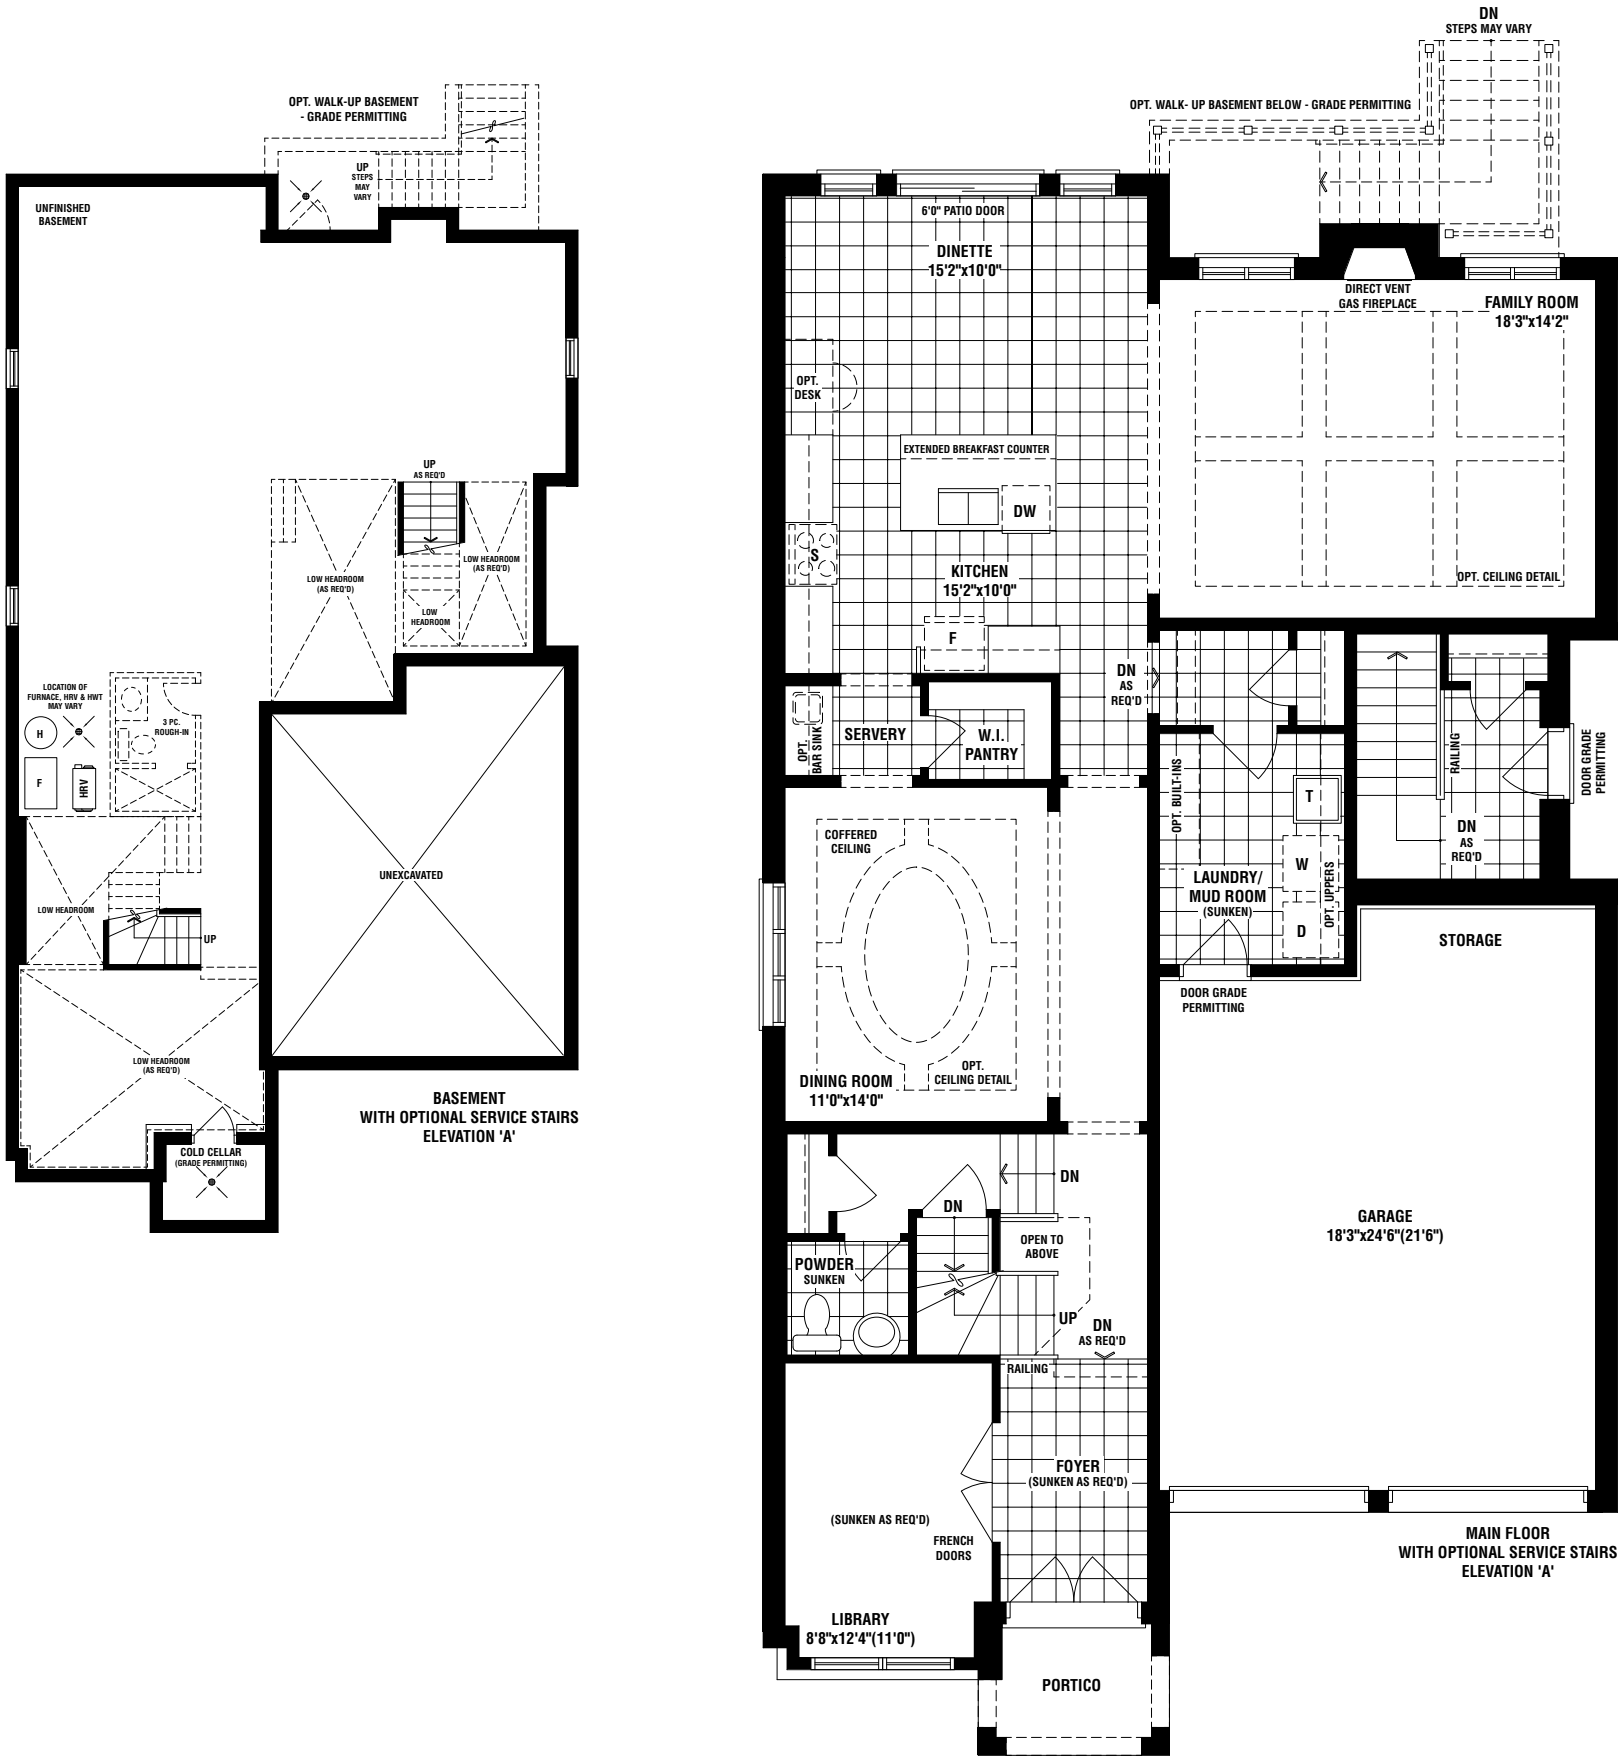 OPT. WALK-UP BASEMENT
- GRADE PERMITTING
UP
STEPS
MAY
VARY
UNFINISHED
BASEMENT
UP
AS REQ'D
LOW HEADROOM
(AS REQ'D)
LOW HEADROOM
(AS REQ'D)
LOW
HEADROOM
LOCATION OF
FURNACE, HRV & HWT
MAY VARY
H
F
HRV
3 PC.
ROUGH-IN
UNEXCAVATED
LOW HEADROOM
UP
LOW HEADROOM
(AS REQ'D)
COLD CELLAR
(GRADE PERMITTING)
BASEMENT
WITH OPTIONAL SERVICE STAIRS
ELEVATION 'A'
DN
STEPS MAY VARY
OPT. WALK- UP BASEMENT BELOW - GRADE PERMITTING
6'0" PATIO DOOR
DINETTE
15'2"x10'0"
DIRECT VENT
GAS FIREPLACE
FAMILY ROOM
18'3"x14'2"
OPT.
DESK
EXTENDED BREAKFAST COUNTER
DW
S
KITCHEN
15'2"x10'0"
OPT. CEILING DETAIL
F
DN
AS
REQ'D
OPT.
BAR SINK
SERVERY
W.I.
PANTRY
OPT. BUILT-INS
T
W
D
OPT. UPPERS
LAUNDRY/
MUD ROOM
(SUNKEN)
RAILING
DN
AS
REQ'D
DOOR GRADE
PERMITTING
COFFERED
CEILING
OPT.
CEILING DETAIL
DINING ROOM
11'0"x14'0"
DOOR GRADE
PERMITTING
STORAGE
GARAGE
18'3"x24'6"(21'6")
DN
DN
OPEN TO
ABOVE
POWDER
SUNKEN
UP
DN
AS REQ'D
RAILING
FOYER
(SUNKEN AS REQ'D)
(SUNKEN AS REQ'D)
FRENCH
DOORS
LIBRARY
8'8"x12'4"(11'0")
PORTICO
MAIN FLOOR
WITH OPTIONAL SERVICE STAIRS
ELEVATION 'A'